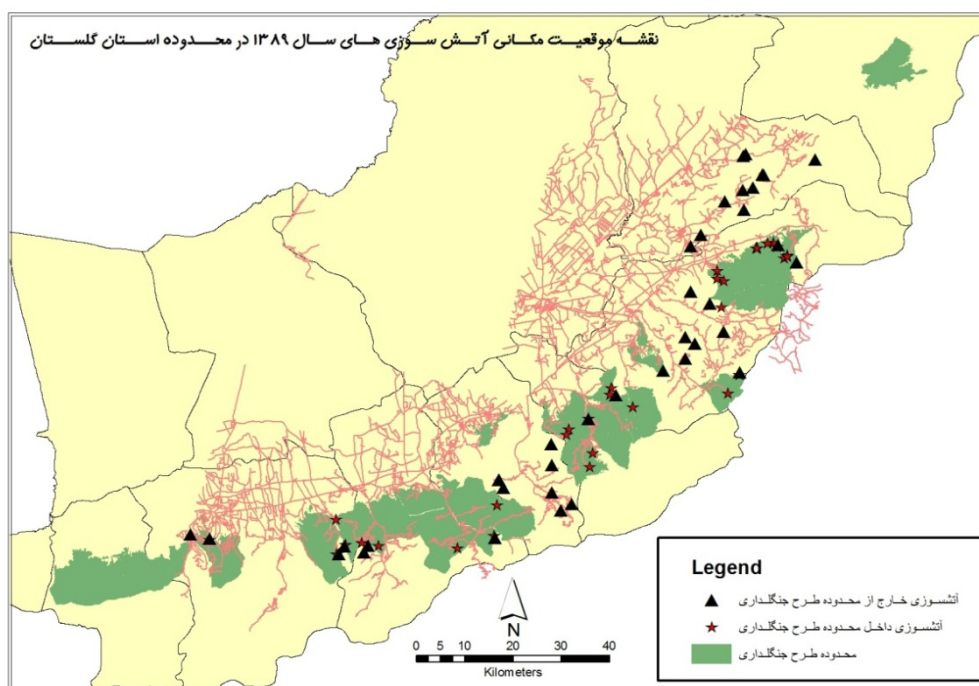 نقشه موقعیت مکانی آتش سوزی های سال ۱۳۸۹ در محدوده استان گلستان
N
0 5 10 20 30 40
Kilometers
Legend
آتشسوزی خارج از محدوده طرح جنگلداری
آتشسوزی داخل محدوده طرح جنگلداری
محدوده طرح جنگلداری